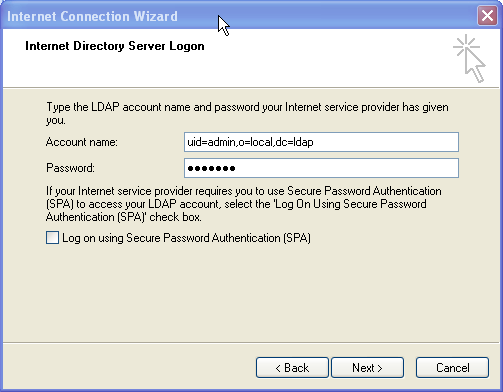 Internet Connection Wizard
Internet Directory Server Logon
Type the LDAP account name and password your Internet service provider has given
you.
Account name:
uid=admin,o=local,dc=ldap
Password:
●●●●●●●
If your Internet service provider requires you to use Secure Password Authentication
(SPA) to access your LDAP account, select the 'Log On Using Secure Password
Authentication (SPA)' check box.
Log on using Secure Password Authentication (SPA)
< Back
Next >
Cancel